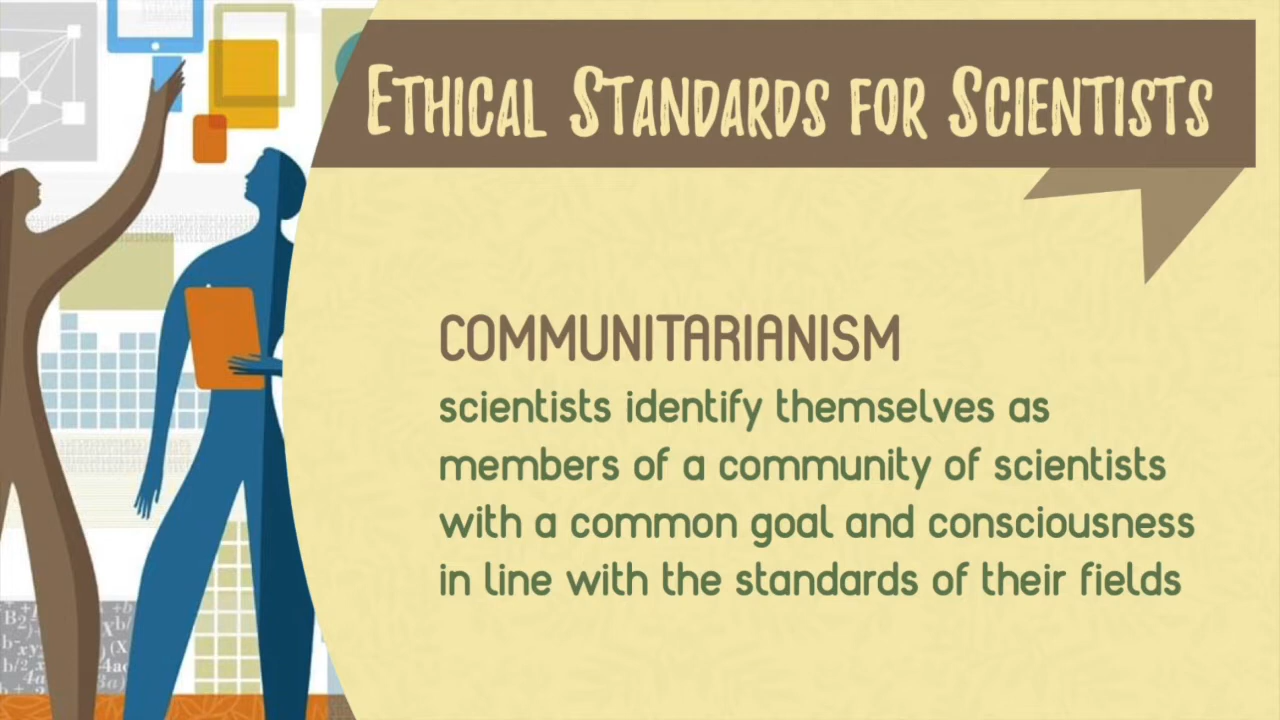 ETHICAL STANDARDS FOR SCIENTISTS
COMMUNITARIANISM
scientists identify themselves as
members of a community of scientists
with a common goal and consciousness
in line with the standards of their fields